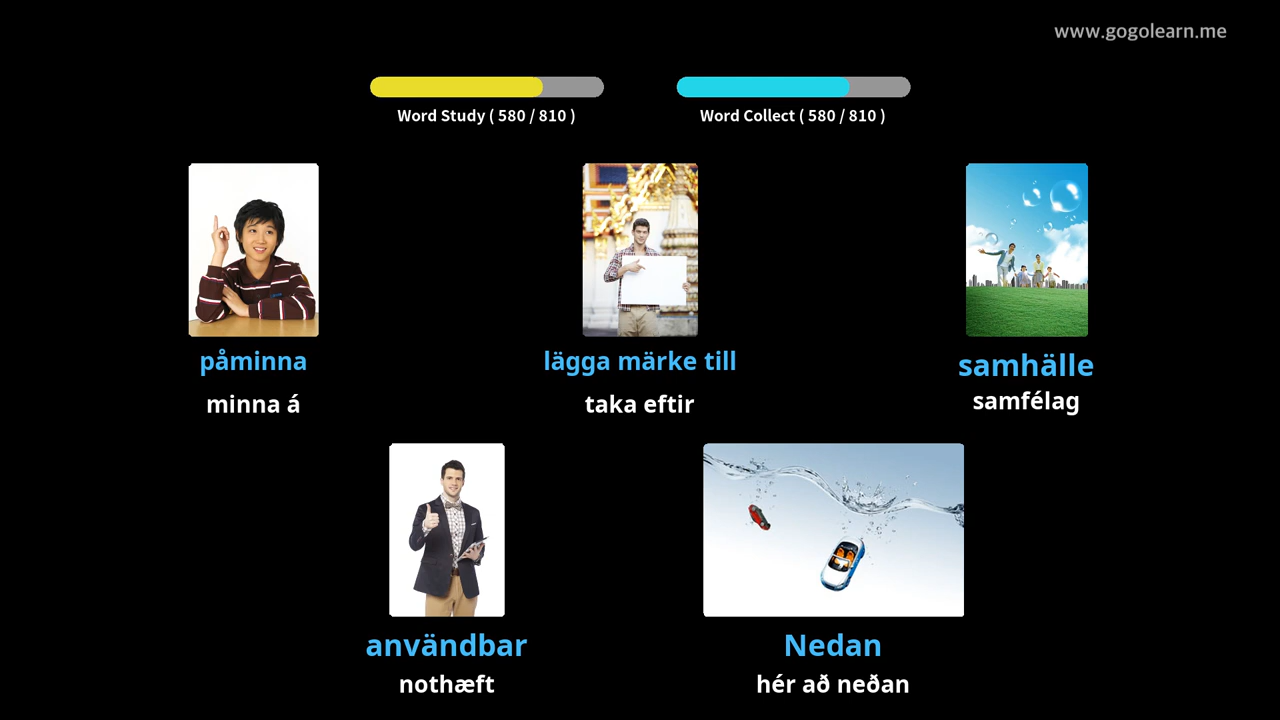 www.gogolearn.me
Word Study ( 580 / 810 )
Word Collect ( 580 / 810 )
påminna
minna á
lägga märke till
taka eftir
samhälle
samfélag
användbar
nothæft
Nedan
hér að neðan